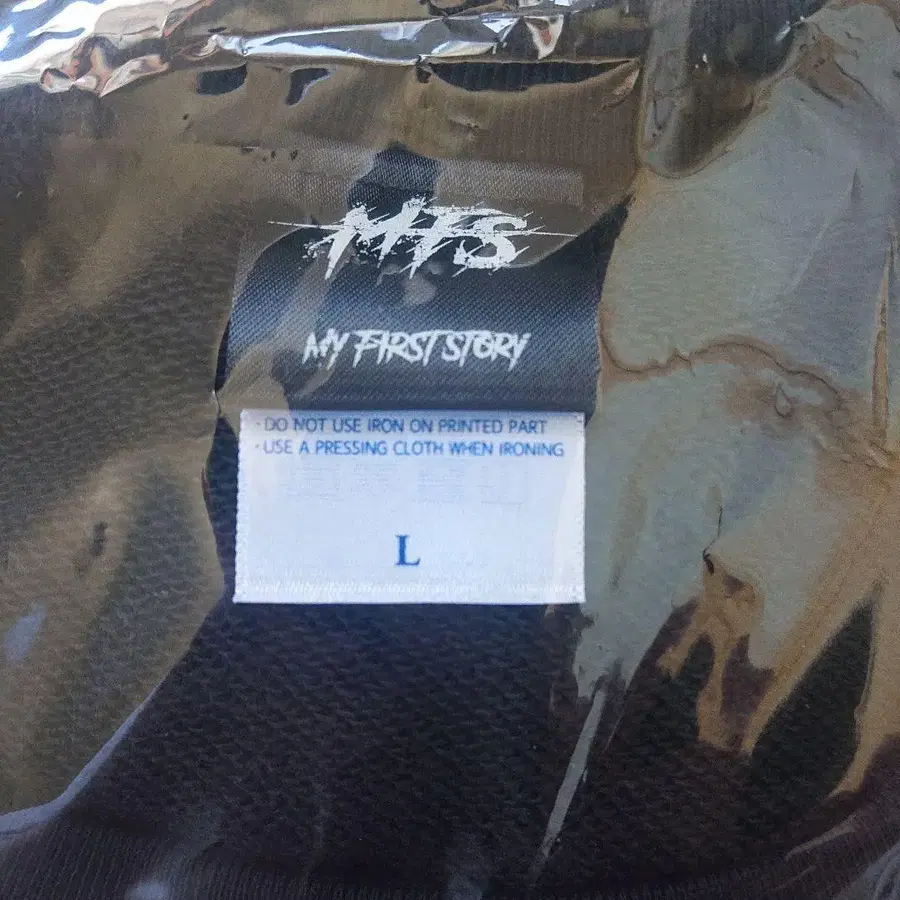 MFS
MY FIRST STORY
· DO NOT USE IRON ON PRINTED PART
· USE A PRESSING CLOTH WHEN IRONING
L